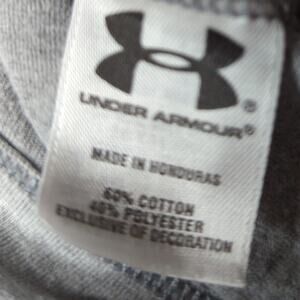 UNDER ARMOUR®
MADE IN HONDURAS
60% COTTON
40% POLYESTER
EXCLUSIVE OF DECORATION